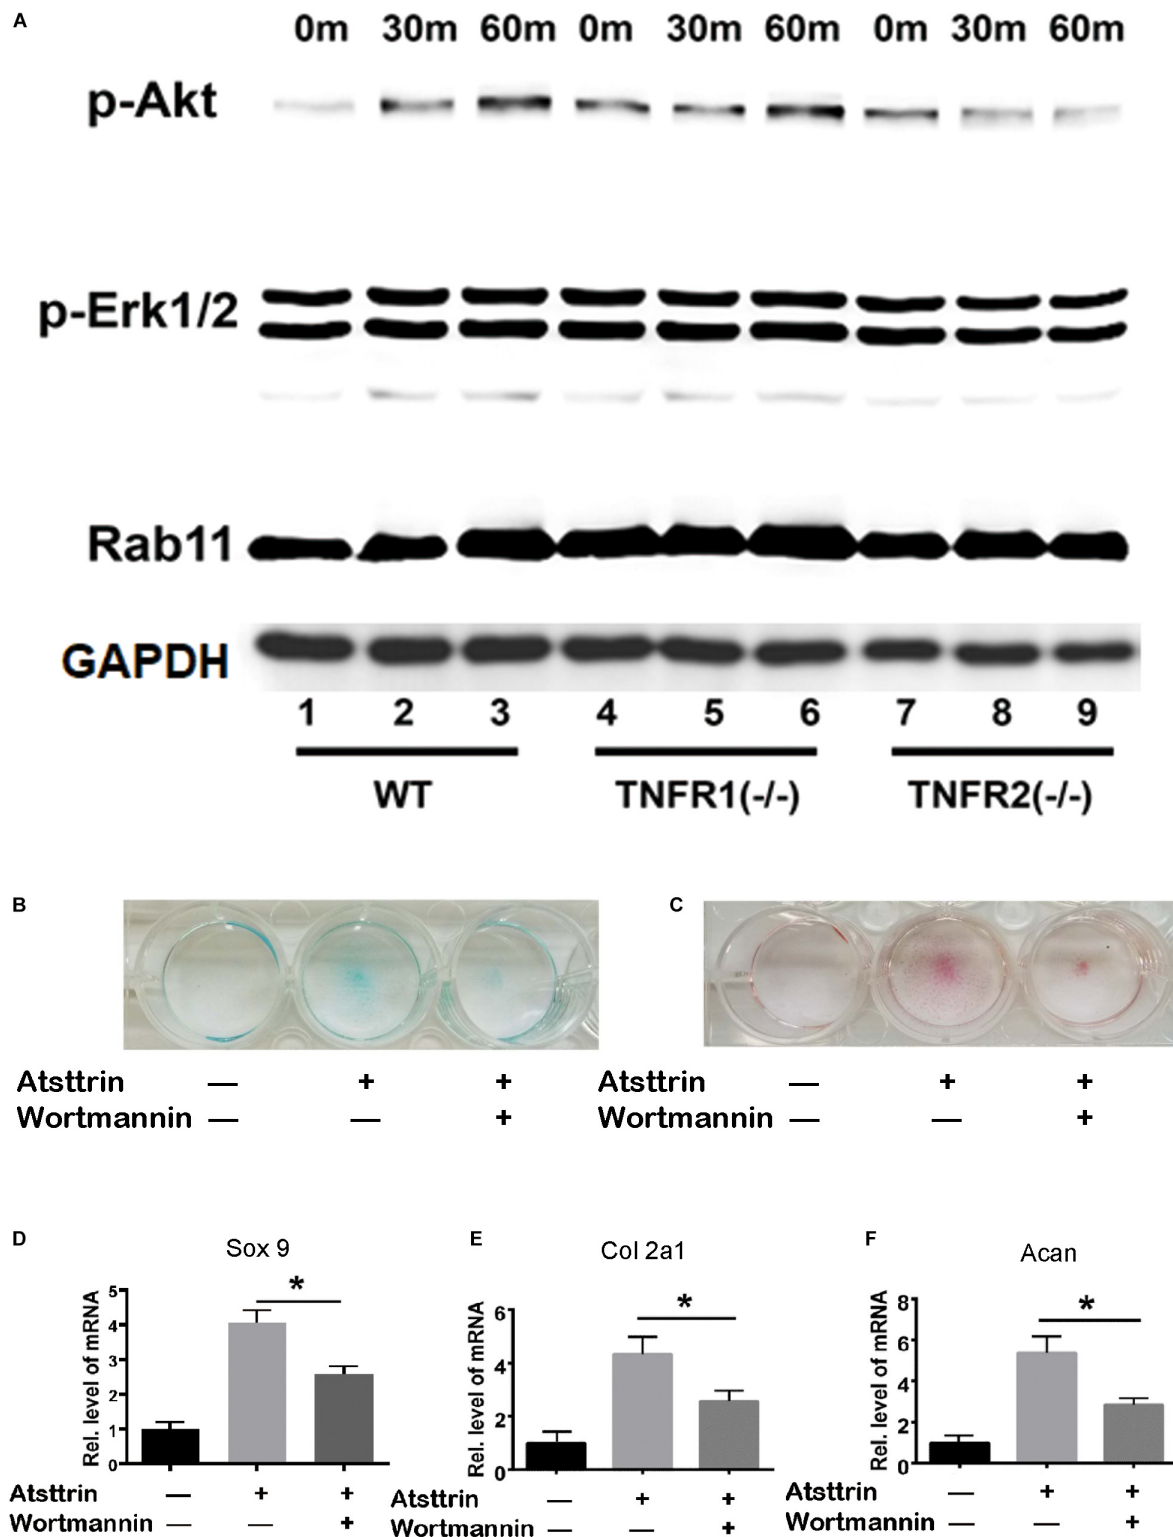 A
0m 30m 60m 0m 30m 60m 0m 30m 60m
p-Akt
p-Erk1/2
Rab11
GAPDH
1 2 3 4 5 6 7 8 9
WT TNFR1(-/-) TNFR2(-/-)
B
Atsttrin — + +
Wortmannin — — +
C
Atsttrin — + +
Wortmannin — — +
D
Sox 9
*
Rel. level of mRNA
5
4
3
2
1
0
Atsttrin — + +
Wortmannin — — +
E
Col 2a1
*
Rel. level of mRNA
6
4
2
0
Atsttrin — + +
Wortmannin — — +
F
Acan
*
Rel. level of mRNA
8
6
4
2
0
Atsttrin — + +
Wortmannin — — +